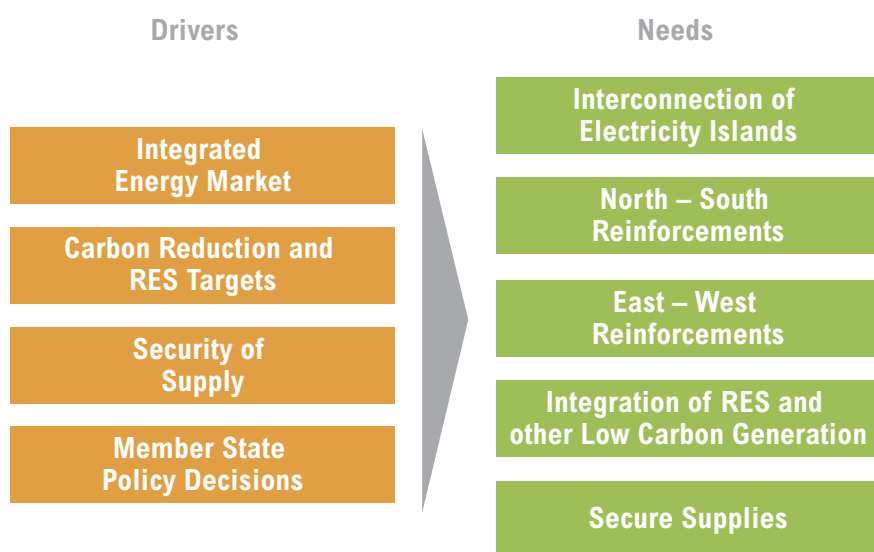 Drivers
Integrated
Energy Market
Carbon Reduction and
RES Targets
Security of
Supply
Member State
Policy Decisions
Needs
Interconnection of
Electricity Islands
North – South
Reinforcements
East – West
Reinforcements
Integration of RES and
other Low Carbon Generation
Secure Supplies